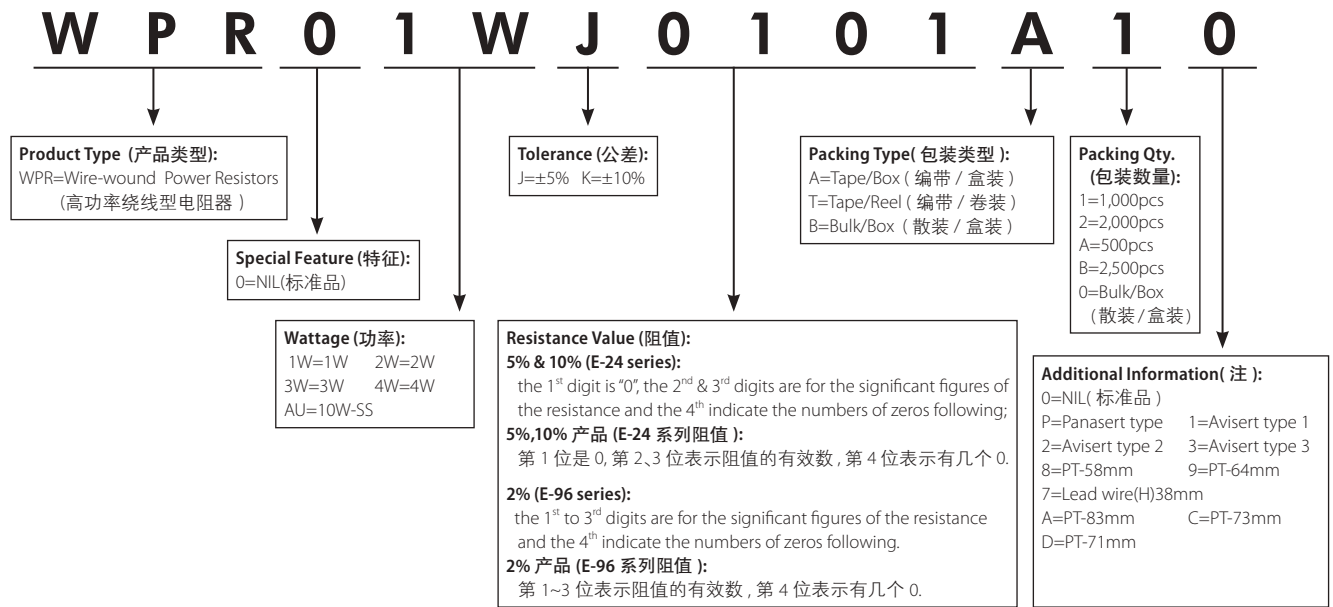 W P R 0 1 W J 0 1 0 1 A 1 0
Product Type (产品类型):
WPR=Wire-wound Power Resistors
(高功率绕线型电阻器 )
Special Feature (特征):
0=NIL(标准品)
Wattage (功率):
1W=1W 2W=2W
3W=3W 4W=4W
AU=10W-SS
Tolerance (公差):
J=±5% K=±10%
Resistance Value (阻值):
5% & 10% (E-24 series):
the 1st digit is "0", the 2nd & 3rd digits are for the significant figures of
the resistance and the 4th indicate the numbers of zeros following;
5%,10% 产品 (E-24 系列阻值 ):
第 1 位是 0, 第 2、3 位表示阻值的有效数 , 第 4 位表示有几个 0.
2% (E-96 series):
the 1st to 3rd digits are for the significant figures of the resistance
and the 4th indicate the numbers of zeros following.
2% 产品 (E-96 系列阻值 ):
第 1~3 位表示阻值的有效数 , 第 4 位表示有几个 0.
Packing Type( 包装类型 ):
A=Tape/Box ( 编带 / 盒装 )
T=Tape/Reel ( 编带 / 卷装 )
B=Bulk/Box ( 散装 / 盒装 )
Packing Qty.
(包装数量):
1=1,000pcs
2=2,000pcs
A=500pcs
B=2,500pcs
0=Bulk/Box
(散装 / 盒装)
Additional Information( 注 ):
0=NIL( 标准品 )
P=Panasert type 1=Avisert type 1
2=Avisert type 2 3=Avisert type 3
8=PT-58mm 9=PT-64mm
7=Lead wire(H)38mm
A=PT-83mm C=PT-73mm
D=PT-71mm